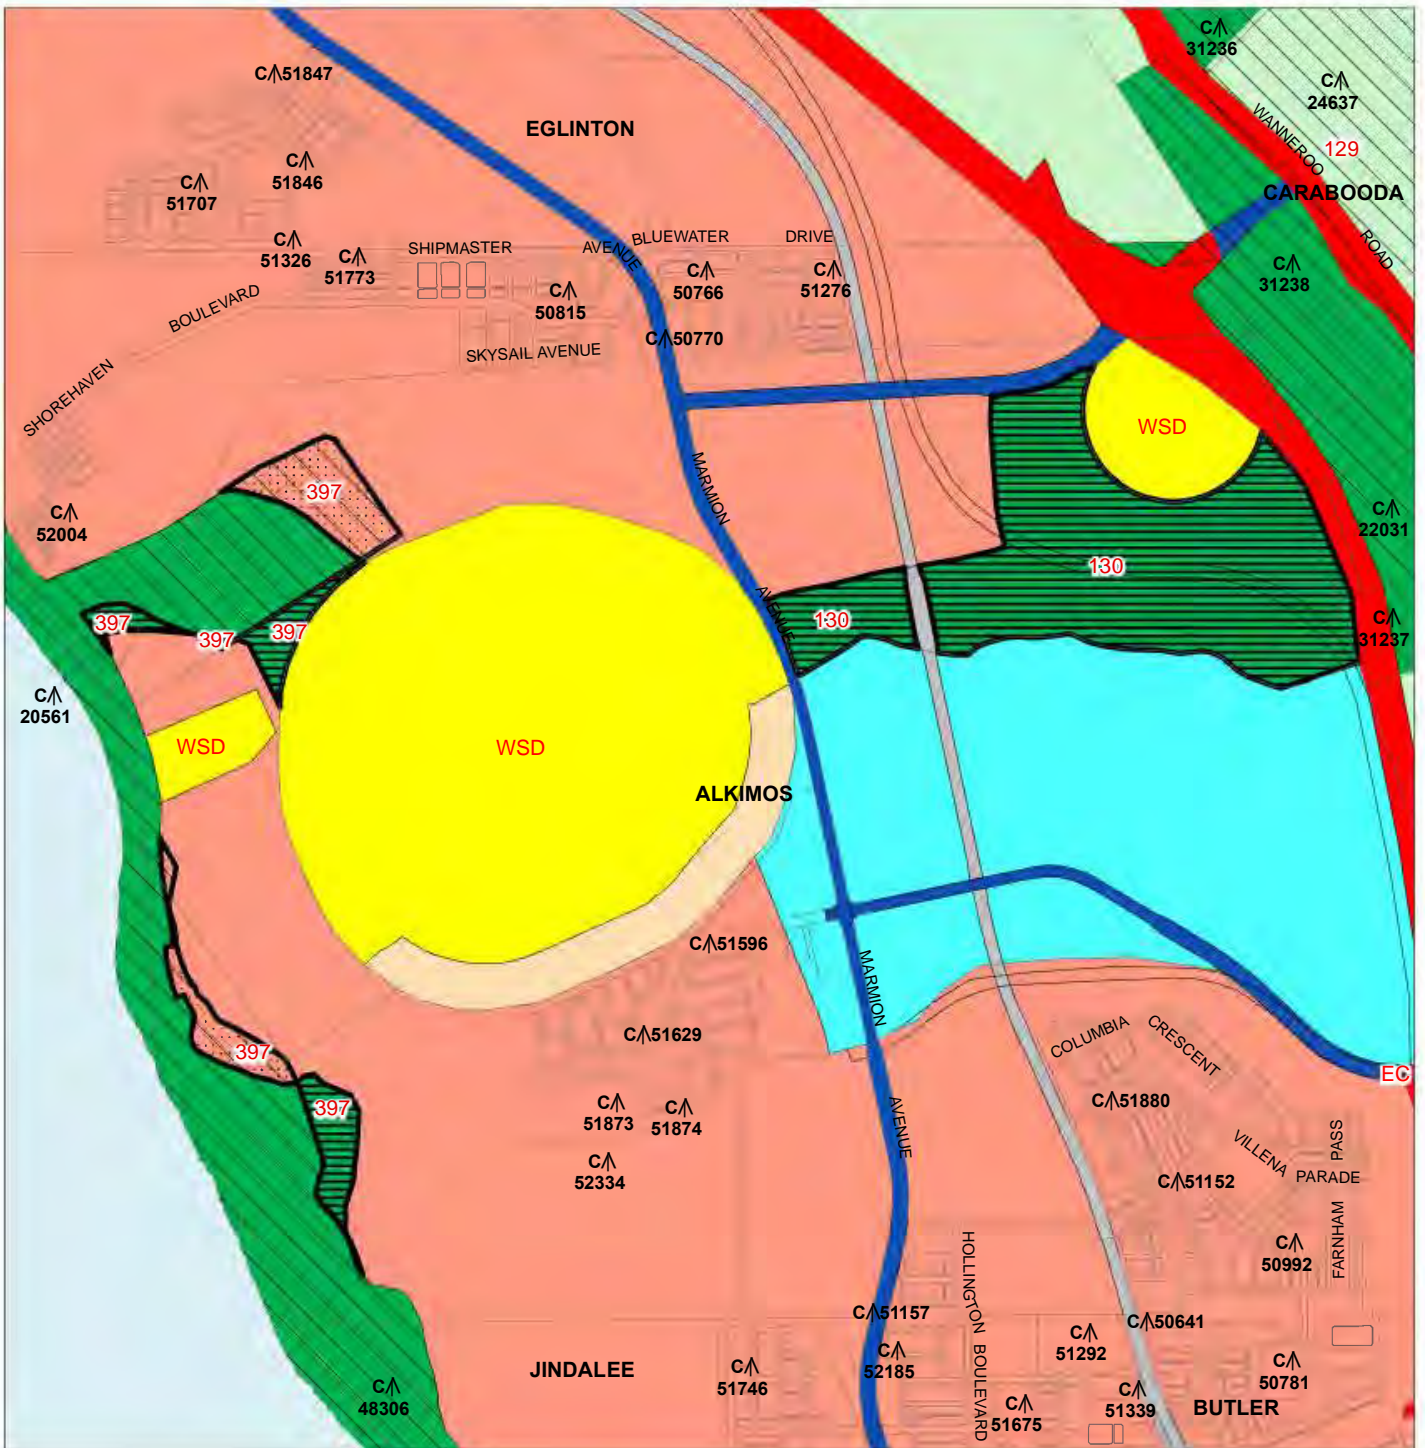 C 31236
C 24637
WANNEROO
129
CARABOODA
ROAD
C 51847
EGLINTON
C 51846
C 51707
C 51326
C 51773
SHIPMASTER
AVENUE
BLUEWATER
DRIVE
C 50766
C 51276
C 31238
BOULEVARD
C 50815
C 50770
SKYSAIL AVENUE
SHOREHAVEN
WSD
MARMION
397
C 52004
C 22031
130
AVENUE
130
397
397
397
C 31237
C 20561
WSD
WSD
ALKIMOS
C 51596
MARMION
C 51629
COLUMBIA
CRESCENT
397
EC
C 51880
397
C 51873
C 51874
AVENUE
VILLENA
PASS
PARADE
C 52334
C 51152
FARNHAM
C 50992
HOLLINGTON
BOULEVARD
C 51157
C 50641
C 51292
C 52185
JINDALEE
C 51746
C 50781
C 48306
C 51675
C 51339
BUTLER